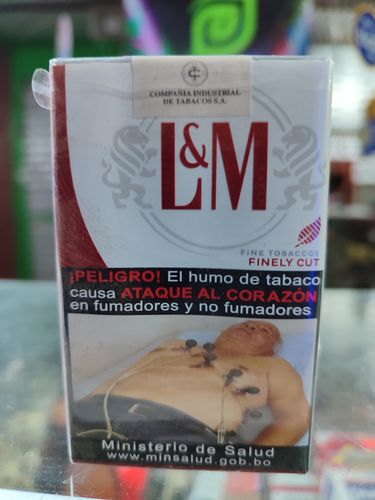 COMPAÑIA INDUSTRIAL
DE TABACOS S.A.
L&M
FINE TOBACCOS
FINELY CUT
¡PELIGRO! El humo de tabaco
causa ATAQUE AL CORAZÓN
en fumadores y no fumadores
Ministerio de Salud
www.minsalud.gob.bo